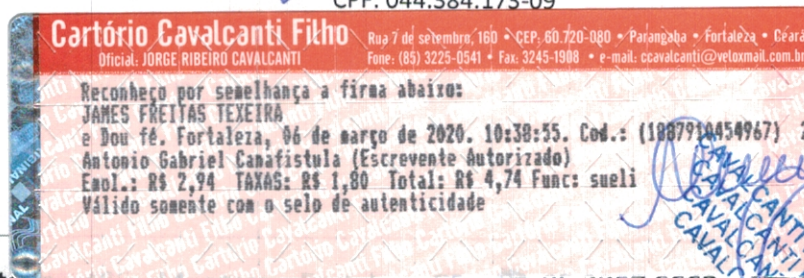 CPF: 044.384.173-09
Cartório Cavalcanti Filho
Oficial: JORGE RIBEIRO CAVALCANTI
Rua 7 de setembro, 160 • CEP: 60.720-080 • Parangaba • Fortaleza • Ceará
Fone: (85) 3225-0541 • Fax: 3245-1908 • e-mail: ccavalcanti@veloxmail.com.br
Reconheço por semelhança a firma abaixo:
JAMES FREITAS TEXEIRA
e Dou fé. Fortaleza, 06 de março de 2020. 10:38:55. Cod.: (1887910454967)
Antonio Gabriel Canafistula (Escrevente Autorizado)
Emol.: R$ 2,94 TAXAS: R$ 1,80 Total: R$ 4,74 Func: sueli
Válido somente com o selo de autenticidade
CAVALCANTI
CAVALCANTI
CAVALCANTI